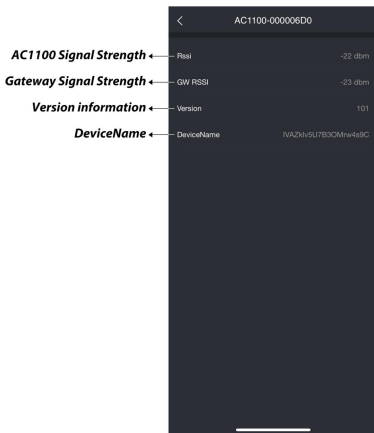 AC1100-000006D0
AC1100 Signal Strength Rssi -22 dbm
Gateway Signal Strength GW RSSI -23 dbm
Version information Version 101
DeviceName DeviceName IVAZklv5U7B3OMrw4s9C